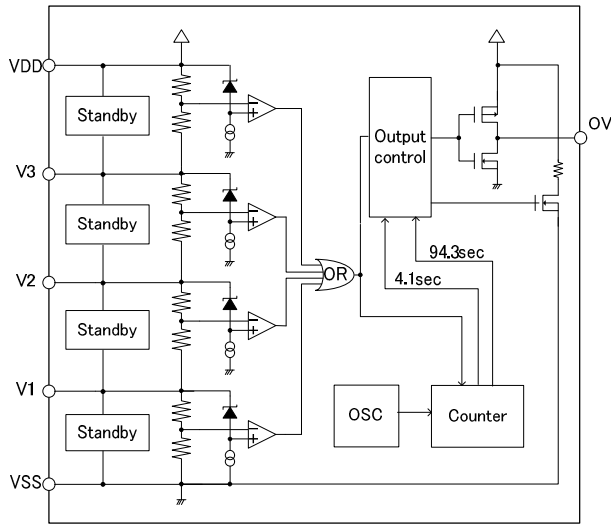 VDD
Standby
V3
Standby
V2
Standby
V1
Standby
VSS
OR
Output
control
OV
94.3sec
4.1sec
OSC
Counter